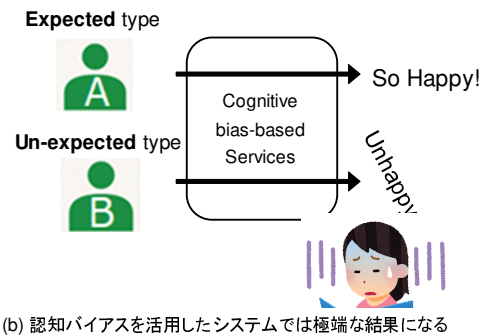 Expected type
A
So Happy!
Cognitive
bias-based
Services
Un-expected type
B
Unhappy
(b) 認知バイアスを活用したシステムでは極端な結果になる